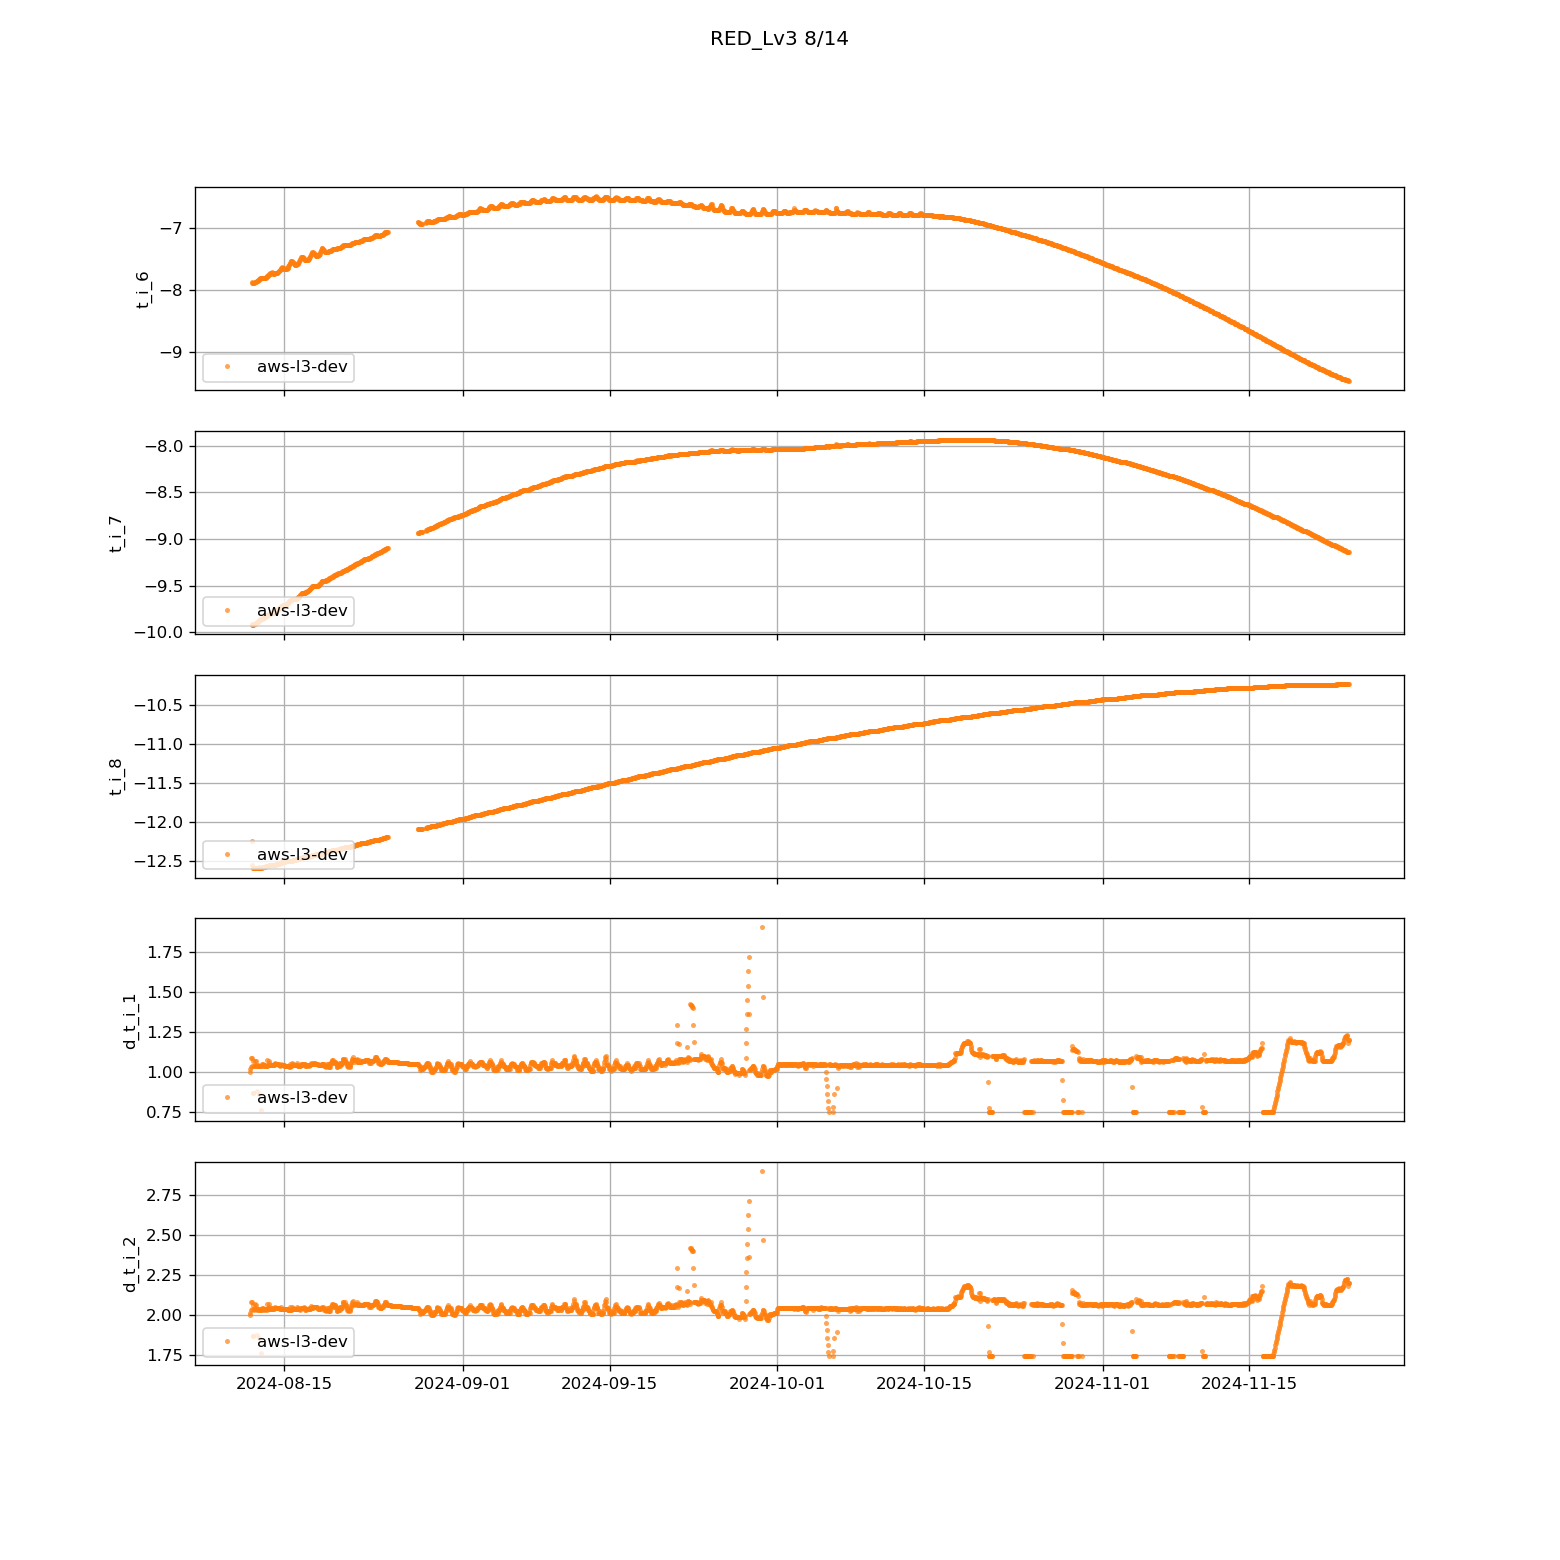 RED_Lv3 8/14
−7
−8
−9
t_i_6
aws-l3-dev
−8.0
−8.5
−9.0
−9.5
−10.0
t_i_7
aws-l3-dev
−10.5
−11.0
−11.5
−12.0
−12.5
t_i_8
aws-l3-dev
1.75
1.50
1.25
1.00
0.75
d_t_i_1
aws-l3-dev
2.75
2.50
2.25
2.00
1.75
d_t_i_2
aws-l3-dev
2024-08-15 2024-09-01 2024-09-15 2024-10-01 2024-10-15 2024-11-01 2024-11-15